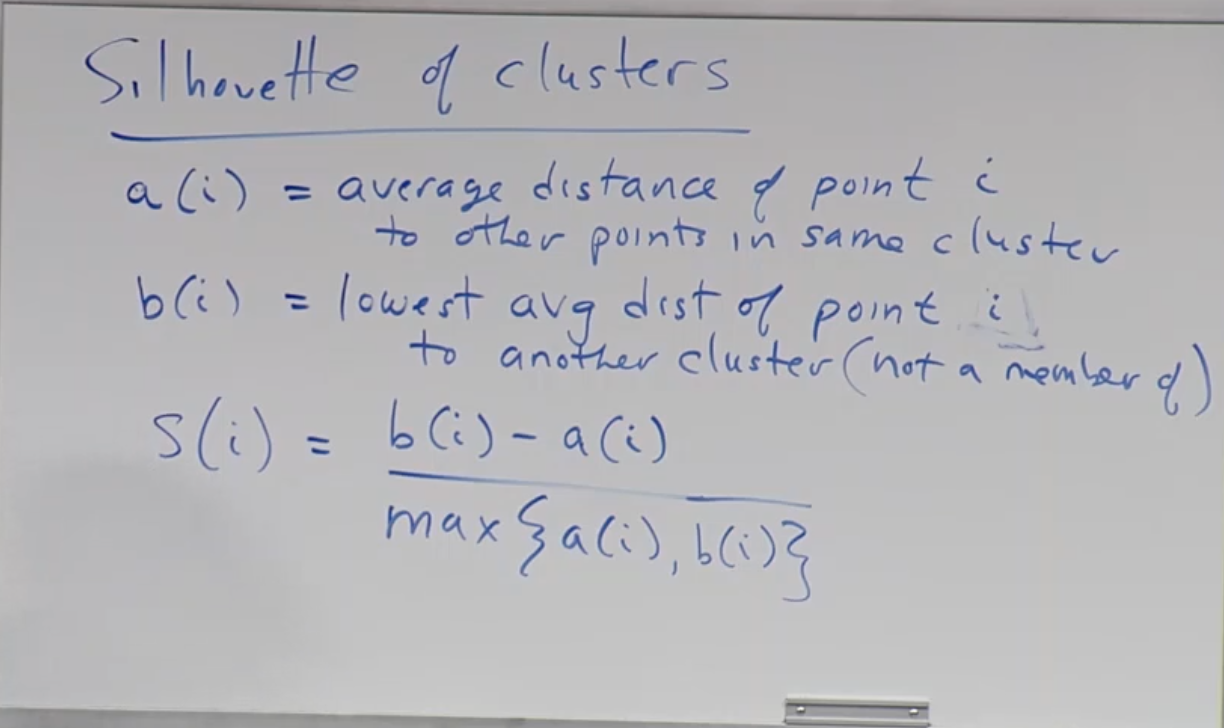 Silhouette of clusters
a(i) = average distance of point i
to other points in same cluster
b(i) = lowest avg dist of point i
to another cluster (not a member of)
S(i) = b(i) - a(i)
max{a(i), b(i)}